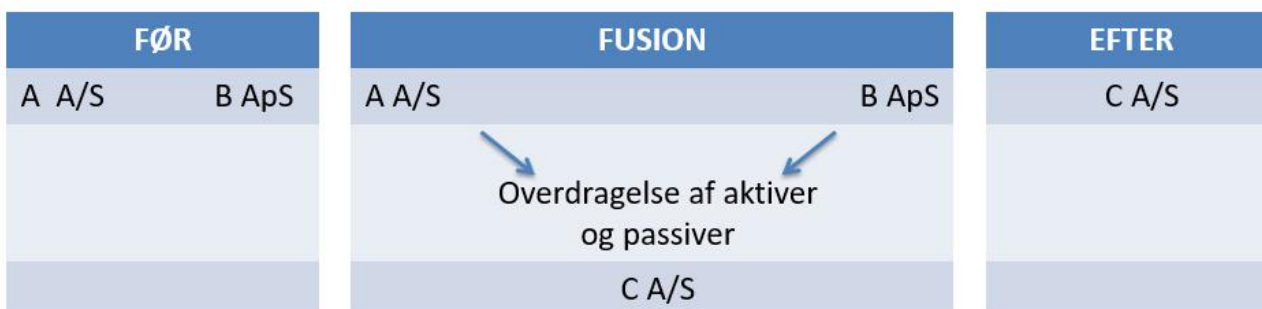 FØR
A A/S B ApS
FUSION
A A/S B ApS
Overdragelse af aktiver
og passiver
C A/S
EFTER
C A/S